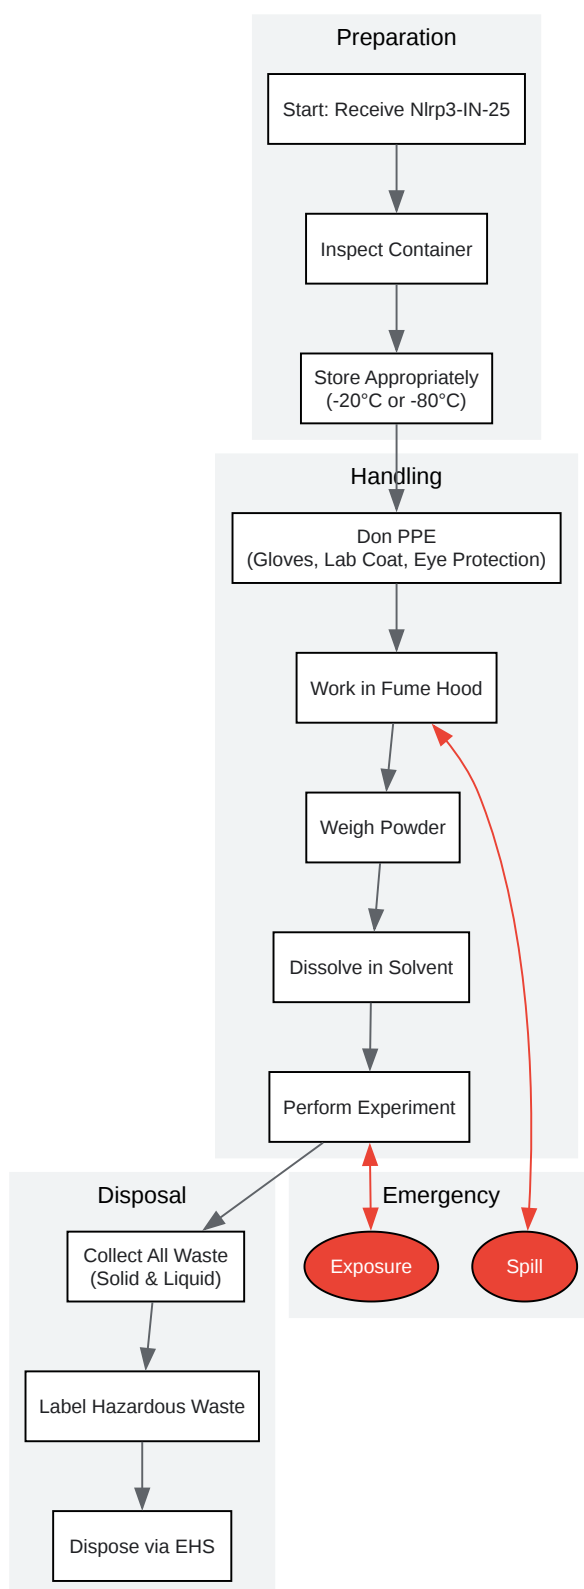 Preparation
Start: Receive Nlrp3-IN-25
Inspect Container
Store Appropriately
(-20°C or -80°C)
Handling
Don PPE
(Gloves, Lab Coat, Eye Protection)
Work in Fume Hood
Weigh Powder
Dissolve in Solvent
Perform Experiment
Disposal
Emergency
Collect All Waste
(Solid & Liquid)
Exposure
Spill
Label Hazardous Waste
Dispose via EHS